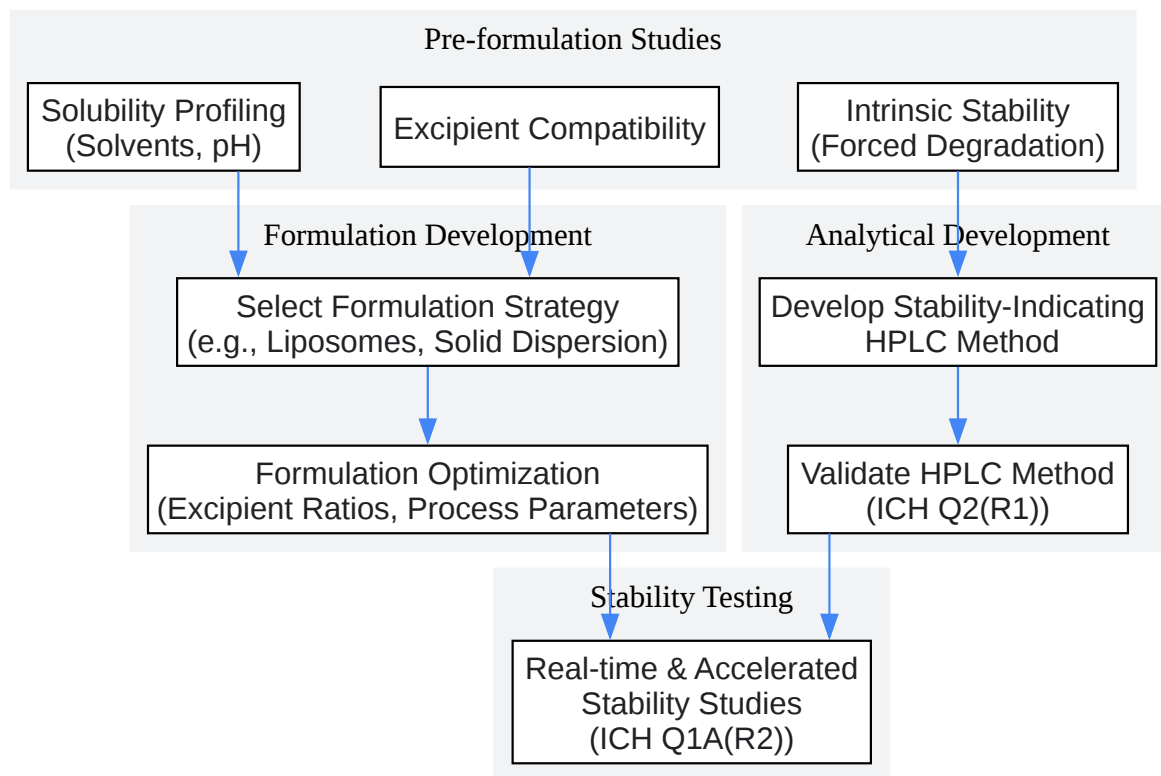 Pre-formulation Studies
Solubility Profiling
(Solvents, pH)
Excipient Compatibility
Intrinsic Stability
(Forced Degradation)
Formulation Development
Select Formulation Strategy
(e.g., Liposomes, Solid Dispersion)
Formulation Optimization
(Excipient Ratios, Process Parameters)
Analytical Development
Develop Stability-Indicating
HPLC Method
Validate HPLC Method
(ICH Q2(R1))
Stability Testing
Real-time & Accelerated
Stability Studies
(ICH Q1A(R2))